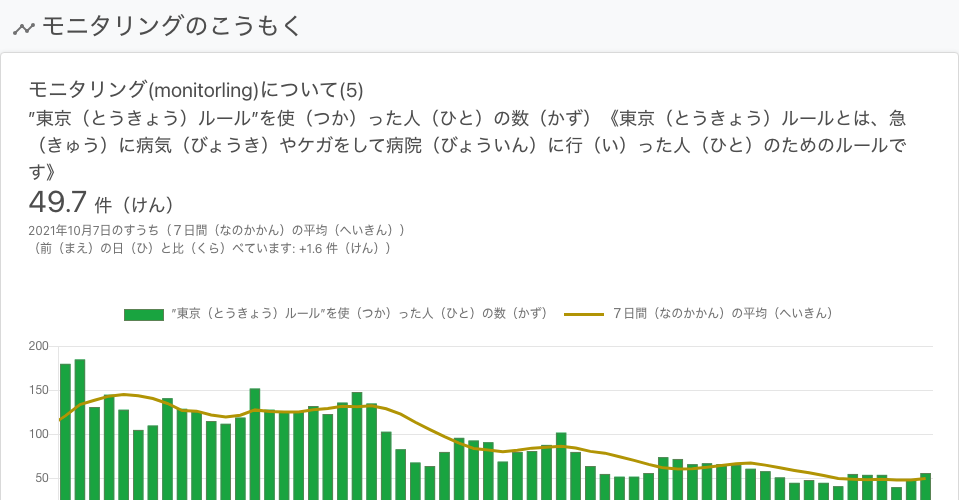 モニタリングのこうもく
モニタリング(monitorling)について(5)
”東京（とうきょう）ルール”を使（つか）った人（ひと）の数（かず）《東京（とうきょう）ルールとは、急
（きゅう）に病気（びょうき）やケガをして病院（びょういん）に行（い）った人（ひと）のためのルールで
す》
49.7 件（けん）
2021年10月7日のすうち（７日間（なのかかん）の平均（へいきん））
（前（まえ）の日（ひ）と比（くら）べています: +1.6 件（けん））
”東京（とうきょう）ルール”を使（つか）った人（ひと）の数（かず） ７日間（なのかかん）の平均（へいきん）
200
150
100
50